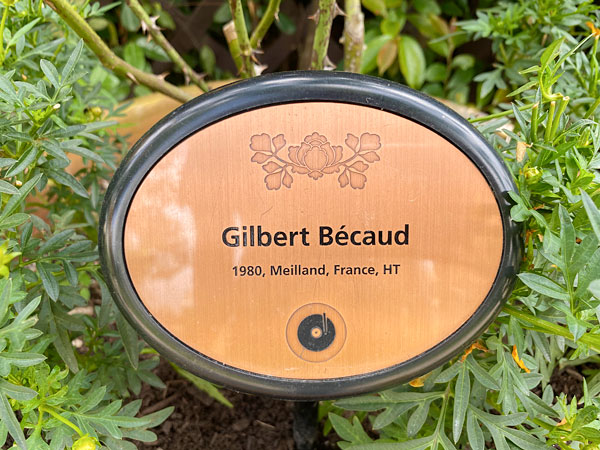 Gilbert Bécaud
1980, Meilland, France, HT